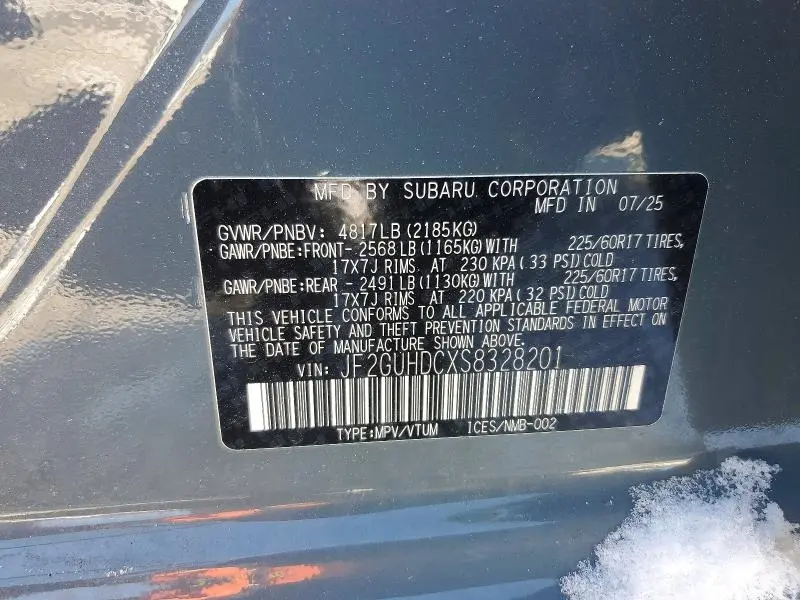 MFD BY SUBARU CORPORATION
MFD IN 07/25
GVWR/PNBV: 4817LB (2185KG)
GAWR/PNBE:FRONT- 2568 LB (1165KG) WITH 225/60R17 TIRES,
17X7J RIMS. AT 230 KPA ( 33 PSI) COLD
GAWR/PNBE:REAR - 2491 LB (1130KG) WITH 225/60R17 TIRES,
17X7J RIMS. AT 220 KPA ( 32 PSI) COLD
THIS VEHICLE CONFORMS TO ALL APPLICABLE FEDERAL MOTOR
VEHICLE SAFETY AND THEFT PREVENTION STANDARDS IN EFFECT ON
THE DATE OF MANUFACTURE SHOWN ABOVE.
VIN: JF2GUHDCXS8328201
TYPE:MPV/VTUM ICES/NMB-002